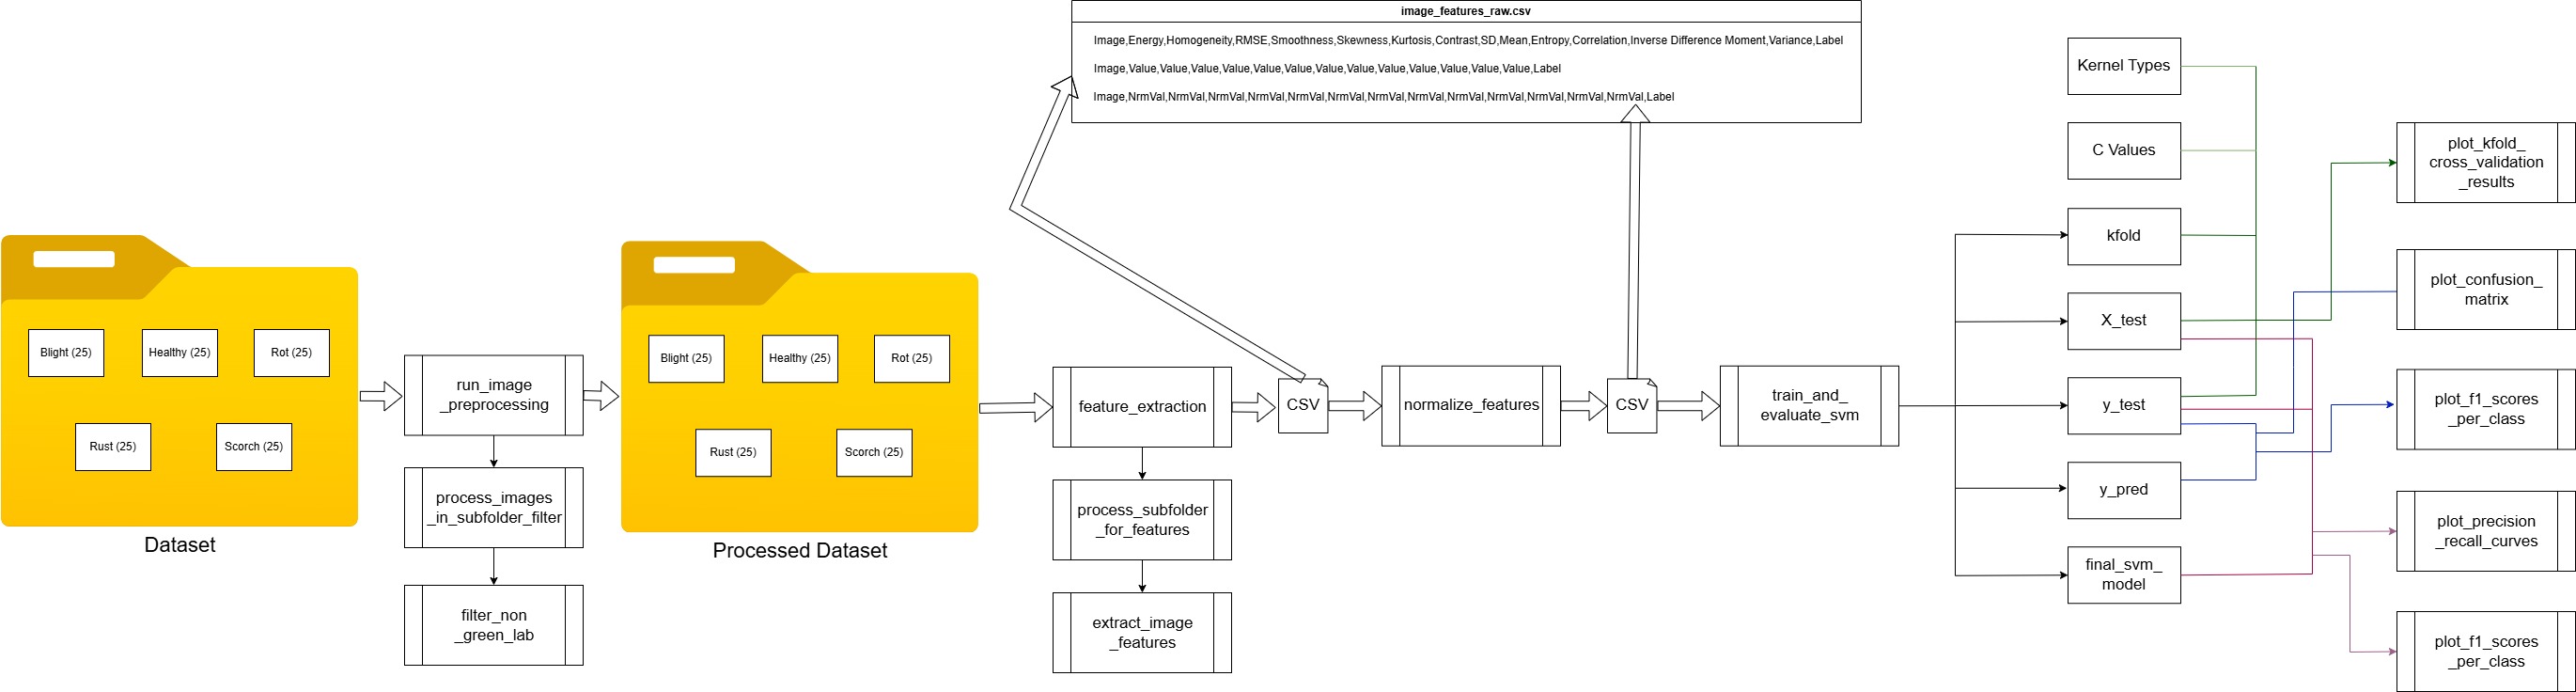 image_features_raw.csv
Image,Energy,Homogeneity,RMSE,Smoothness,Skewness,Kurtosis,Contrast,SD,Mean,Entropy,Correlation,Inverse Difference Moment,Variance,Label
Image,Value,Value,Value,Value,Value,Value,Value,Value,Value,Value,Value,Value,Value,Label
Image,NrmVal,NrmVal,NrmVal,NrmVal,NrmVal,NrmVal,NrmVal,NrmVal,NrmVal,NrmVal,NrmVal,NrmVal,NrmVal,Label
Blight (25)
Healthy (25)
Rot (25)
Rust (25)
Scorch (25)
Dataset
run_image
_preprocessing
process_images
_in_subfolder_filter
filter_non
_green_lab
Blight (25)
Healthy (25)
Rot (25)
Rust (25)
Scorch (25)
Processed Dataset
feature_extraction
process_subfolder
_for_features
extract_image
_features
CSV
normalize_features
CSV
train_and_
evaluate_svm
Kernel Types
C Values
kfold
X_test
y_test
y_pred
final_svm_
model
plot_kfold_
cross_validation
_results
plot_confusion_
matrix
plot_f1_scores
_per_class
plot_precision
_recall_curves
plot_f1_scores
_per_class